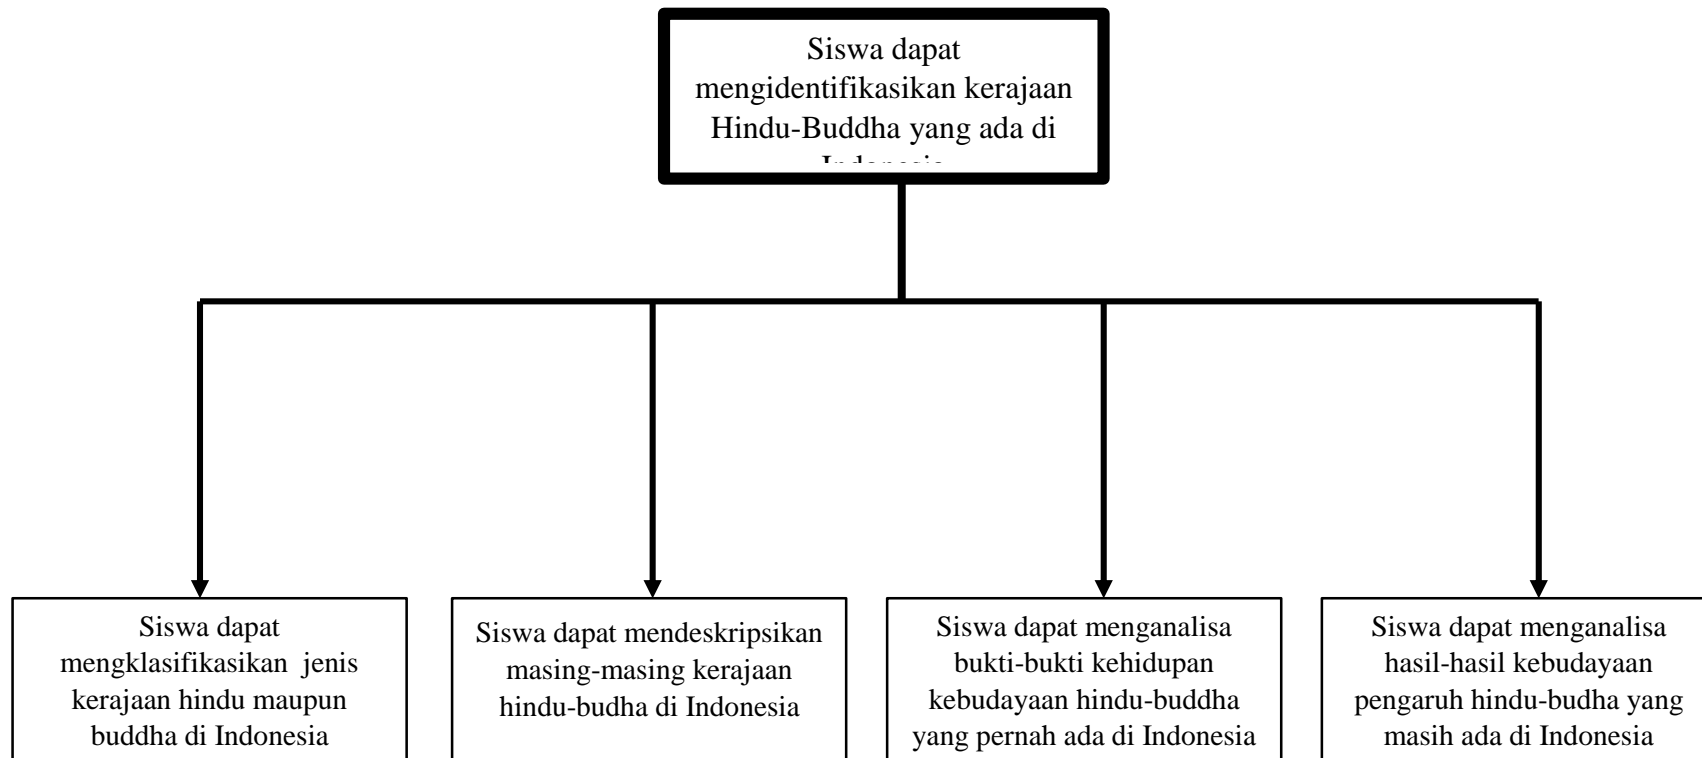 Siswa dapat
mengidentifikasikan kerajaan
Hindu-Buddha yang ada di
Indonesia
Siswa dapat
mengklasifikasikan  jenis
kerajaan hindu maupun
buddha di Indonesia
Siswa dapat mendeskripsikan
masing-masing kerajaan
hindu-budha di Indonesia
Siswa dapat menganalisa
bukti-bukti kehidupan
kebudayaan hindu-buddha
yang pernah ada di Indonesia
Siswa dapat menganalisa
hasil-hasil kebudayaan
pengaruh hindu-budha yang
masih ada di Indonesia